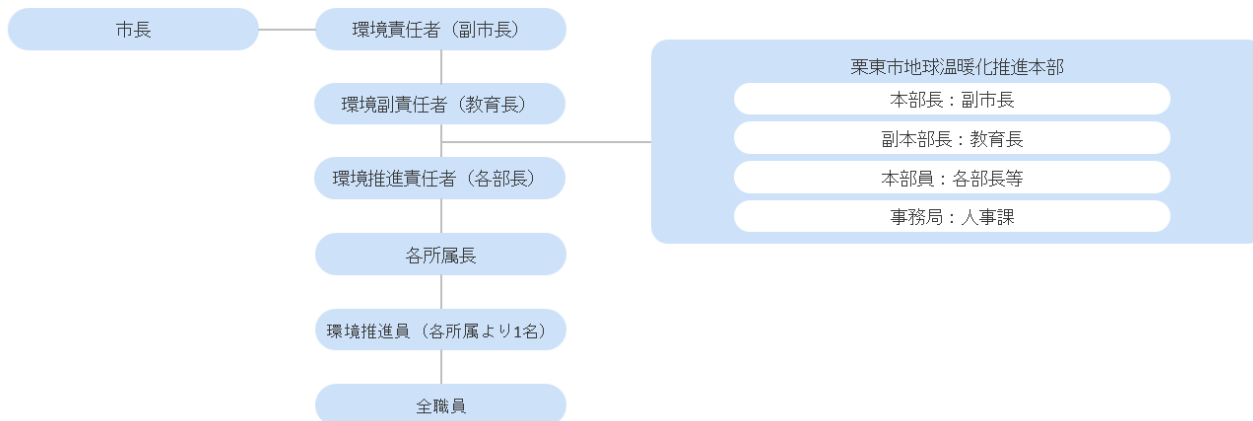 市長
環境責任者（副市長）
環境副責任者（教育長）
環境推進責任者（各部長）
各所属長
環境推進員（各所属より1名）
全職員
栗東市地球温暖化推進本部
本部長：副市長
副本部長：教育長
本部員：各部長等
事務局：人事課